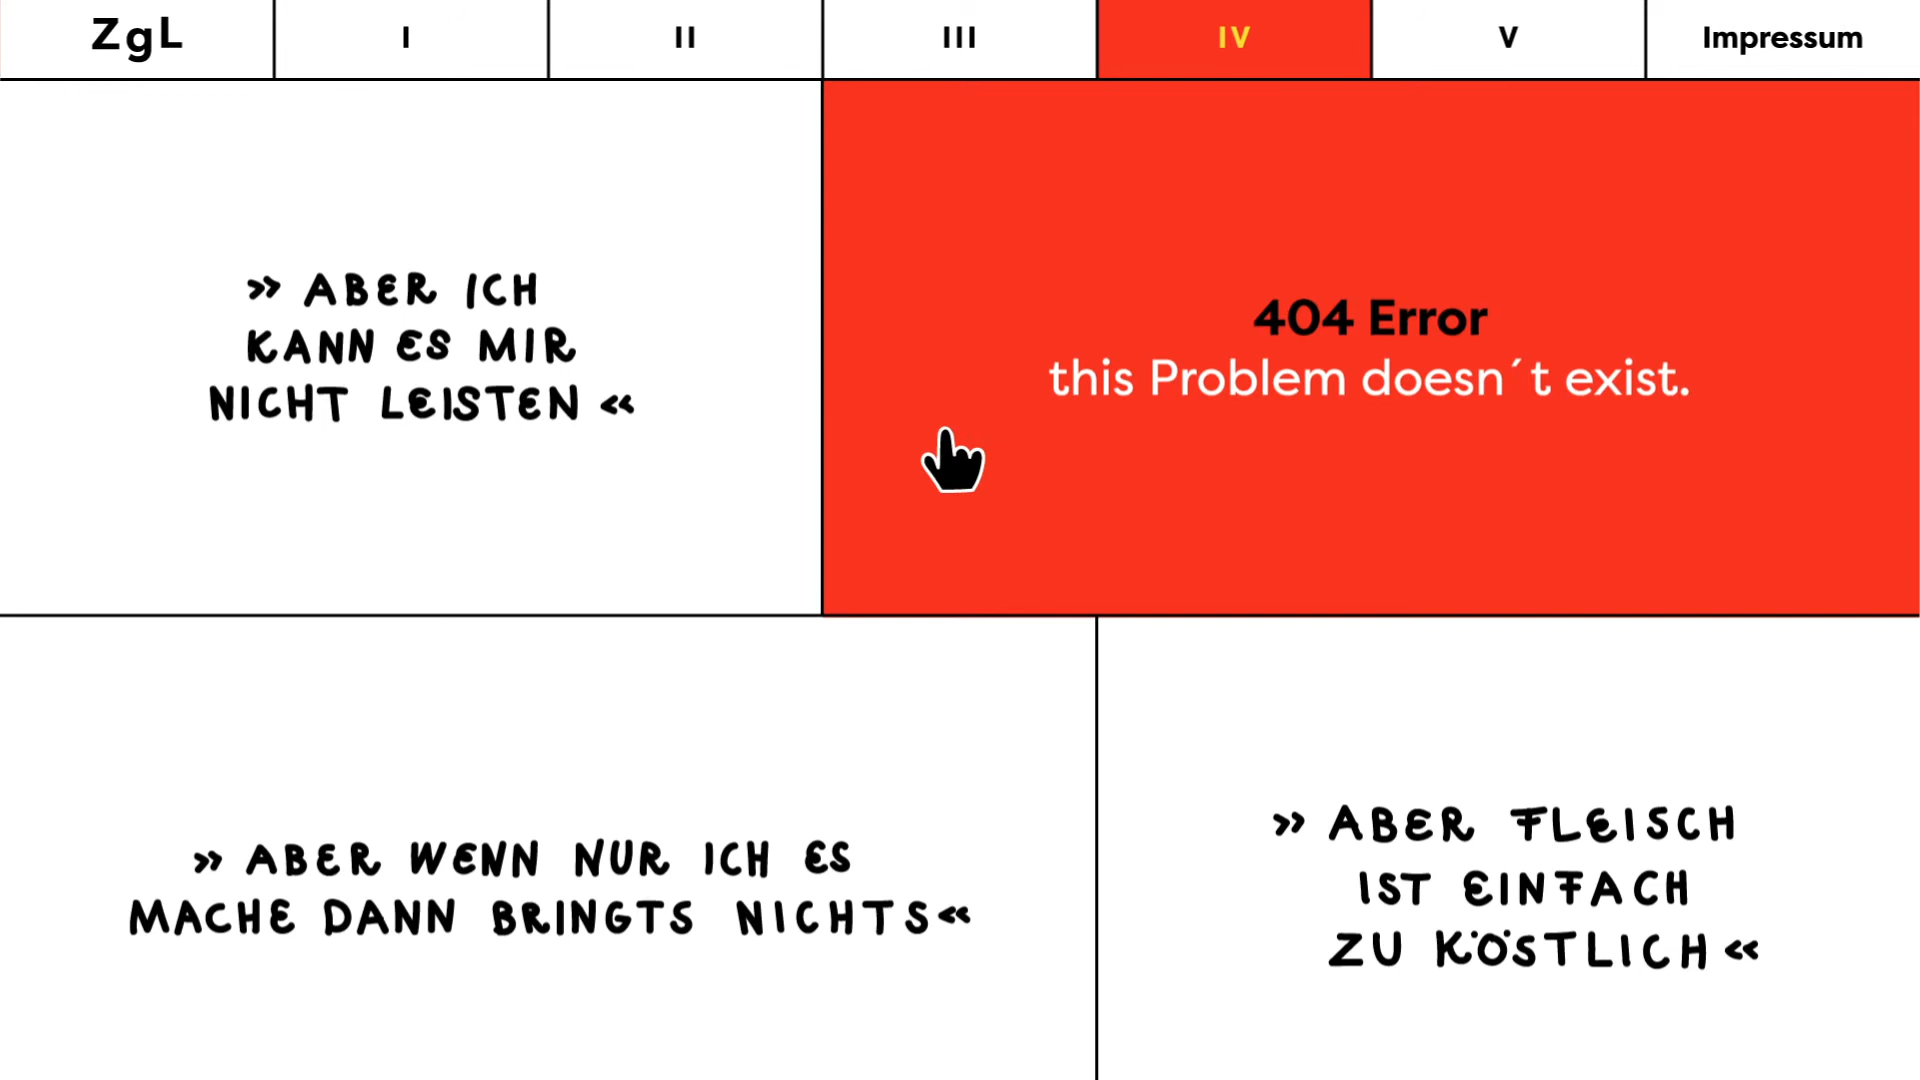 ZgL
I
II
III
IV
V
Impressum
» ABER ICH
KANN ES MIR
NICHT LEISTEN «
404 Error
this Problem doesn´t exist.
» ABER WENN NUR ICH ES
MACHE DANN BRINGTS NICHTS«
» ABER FLEISCH
IST EINFACH
ZU KÖSTLICH «